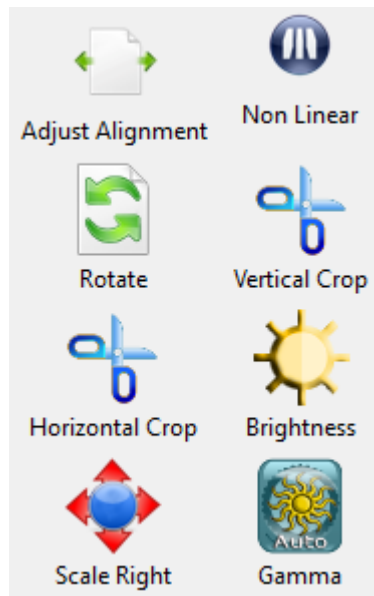 Adjust Alignment
Non Linear
Rotate
Vertical Crop
Horizontal Crop
Brightness
Auto
Scale Right
Gamma